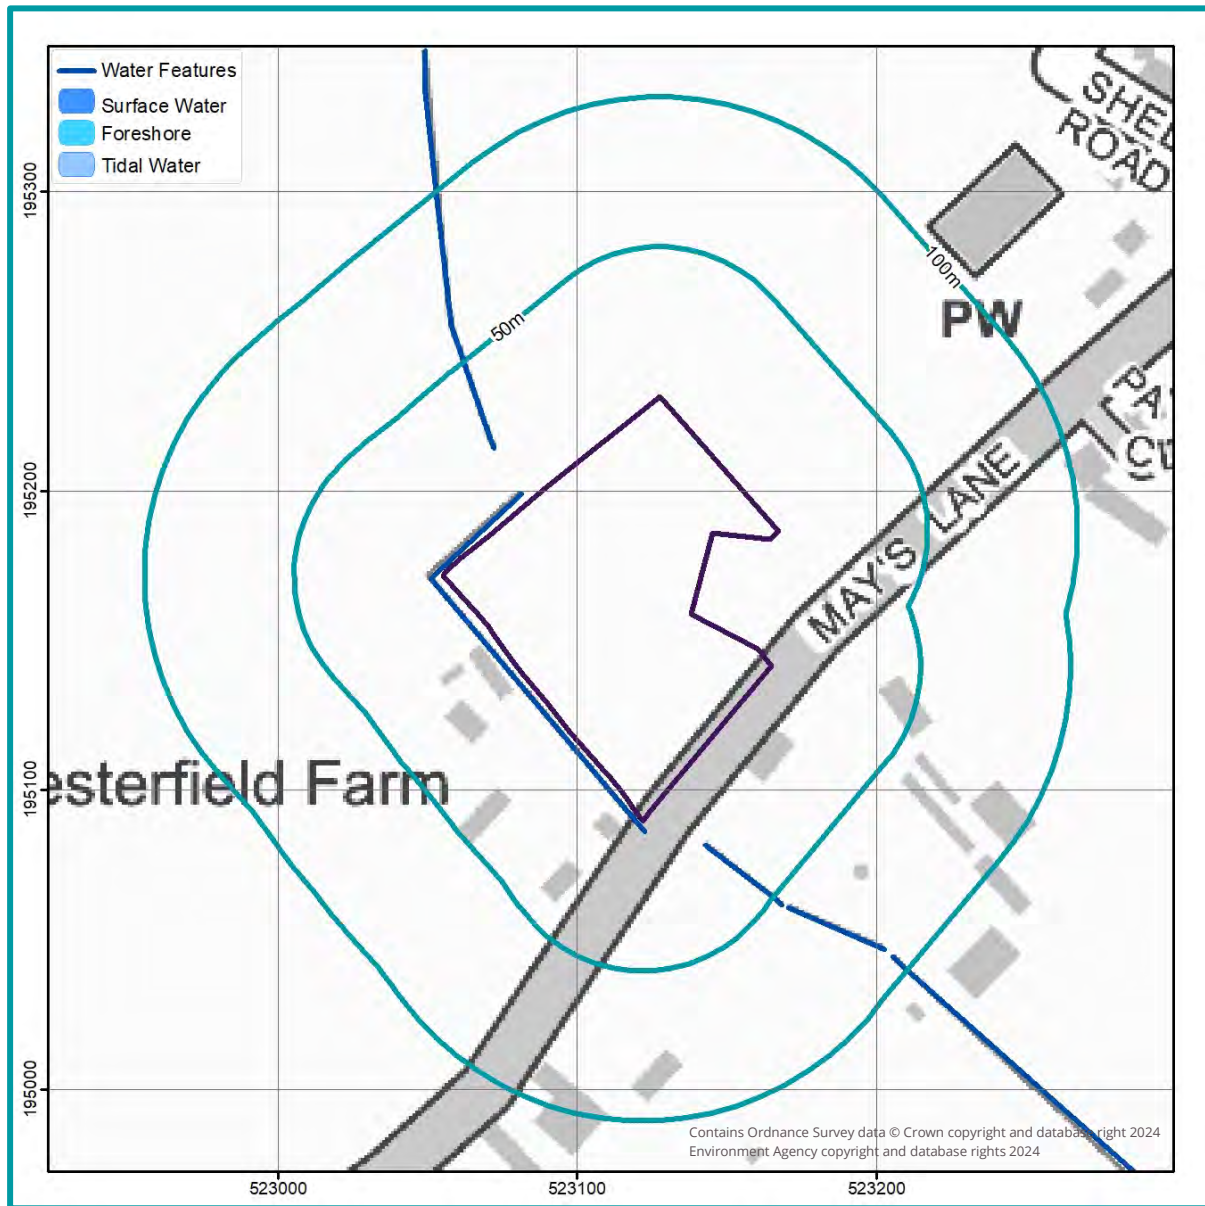 Water Features
Surface Water
Foreshore
Tidal Water
SHEL
ROAD
100m
PW
50m
MAY'S LANE
esterfield Farm
195300
195200
195100
195000
523000
523100
523200
Contains Ordnance Survey data © Crown copyright and database right 2024
Environment Agency copyright and database rights 2024